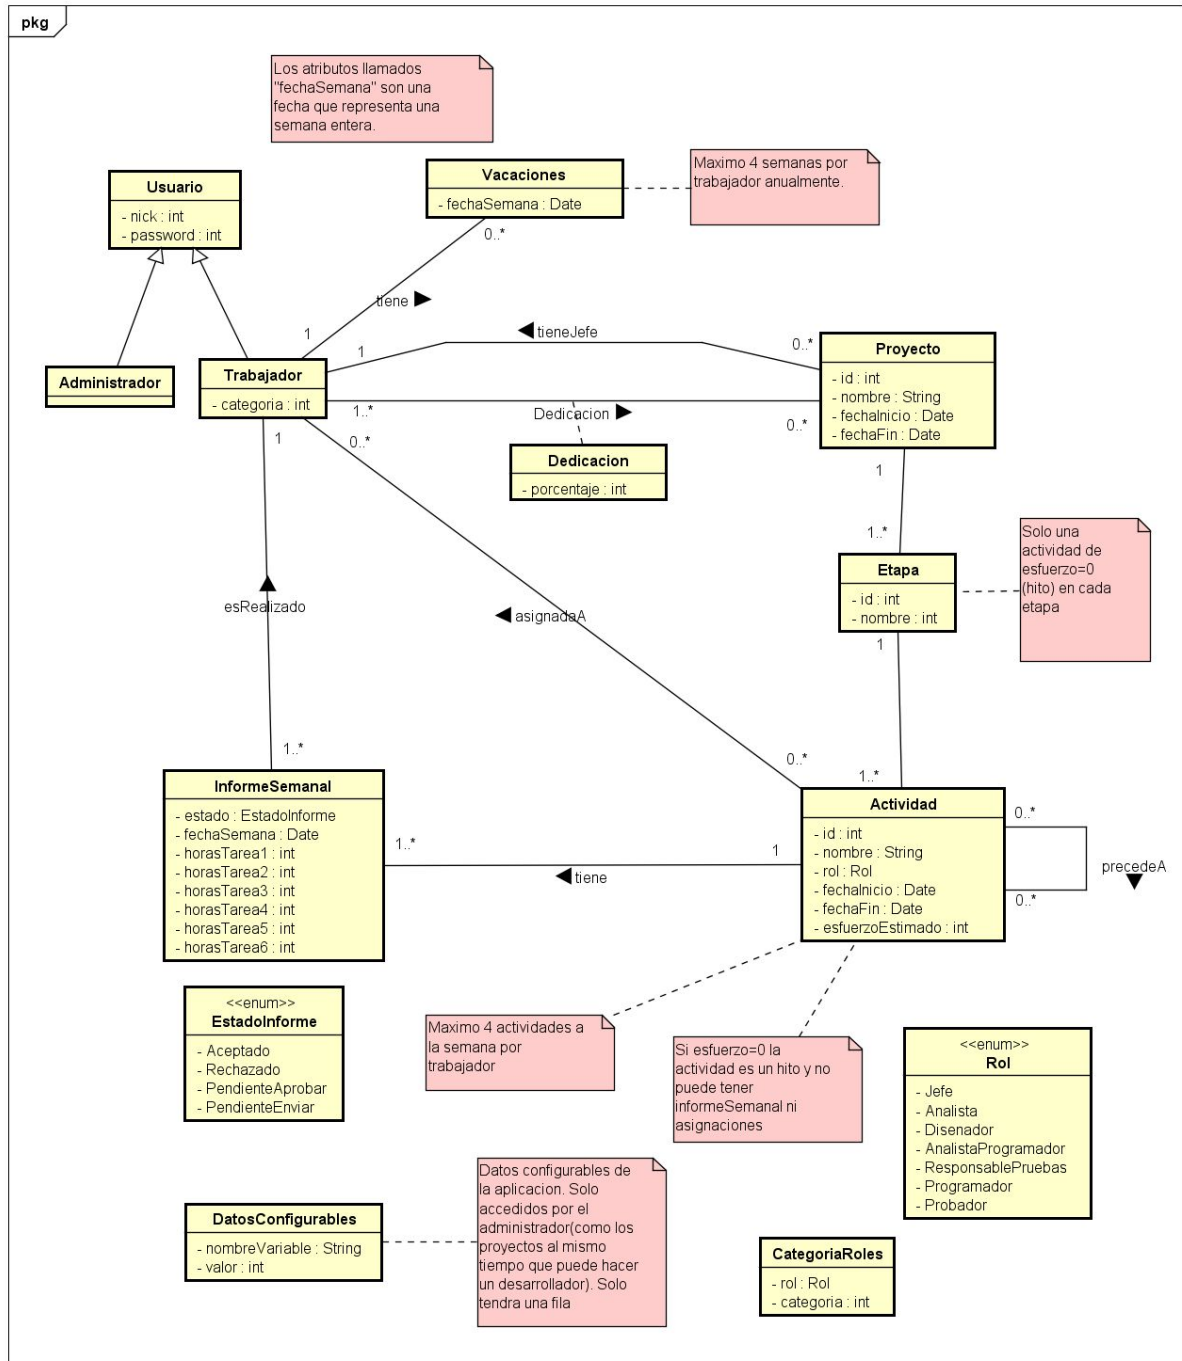 pkg
Los atributos llamados
"fechaSemana" son una
fecha que representa una
semana entera.
Vacaciones
- fechaSemana : Date
Maximo 4 semanas por
trabajador anualmente.
Usuario
- nick : int
- password : int
0..*
tiene
1
tieneJefe
1
0..*
Proyecto
- id : int
- nombre : String
- fechaInicio : Date
- fechaFin : Date
Administrador
Trabajador
- categoria : int
1..*
Dedicacion
0..*
1
0..*
Dedicacion
- porcentaje : int
1
1..*
Solo una
actividad de
esfuerzo=0
(hito) en cada
etapa
Etapa
- id : int
- nombre : int
1
esRealizado
asignadaA
1..*
0..*
1..*
InformeSemanal
- estado : EstadoInforme
- fechaSemana : Date
- horasTarea1 : int
- horasTarea2 : int
- horasTarea3 : int
- horasTarea4 : int
- horasTarea5 : int
- horasTarea6 : int
1..*
tiene
1
Actividad
- id : int
- nombre : String
- rol : Rol
- fechaInicio : Date
- fechaFin : Date
- esfuerzoEstimado : int
0..*
precedeA
0..*
<<enum>>
EstadoInforme
- Aceptado
- Rechazado
- PendienteAprobar
- PendienteEnviar
Maximo 4 actividades a
la semana por
trabajador
Si esfuerzo=0 la
actividad es un hito y no
puede tener
informeSemanal ni
asignaciones
<<enum>>
Rol
- Jefe
- Analista
- Disenador
- AnalistaProgramador
- ResponsablePruebas
- Programador
- Probador
DatosConfigurables
- nombreVariable : String
- valor : int
Datos configurables de
la aplicacion. Solo
accedidos por el
administrador(como los
proyectos al mismo
tiempo que puede hacer
un desarrollador). Solo
tendra una fila
CategoriaRoles
- rol : Rol
- categoria : int